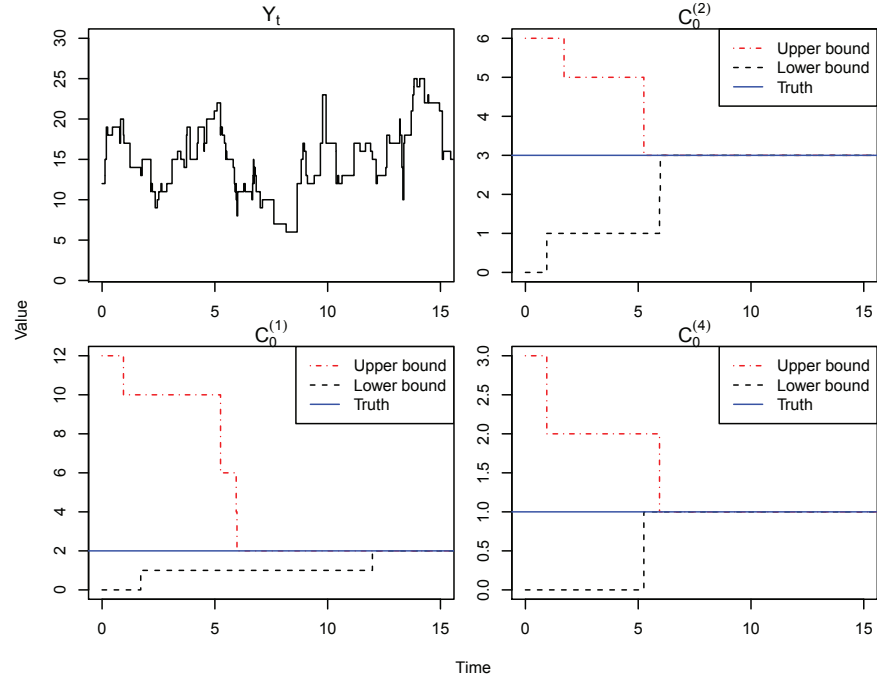 Y_t
30
25
20
15
10
5
0
0 5 10 15
C_0^(2)
6
5
4
3
2
1
0
0 5 10 15
Upper bound
Lower bound
Truth
Value
C_0^(1)
12
10
8
6
4
2
0
0 5 10 15
Upper bound
Lower bound
Truth
C_0^(4)
3.0
2.5
2.0
1.5
1.0
0.5
0.0
0 5 10 15
Upper bound
Lower bound
Truth
Time